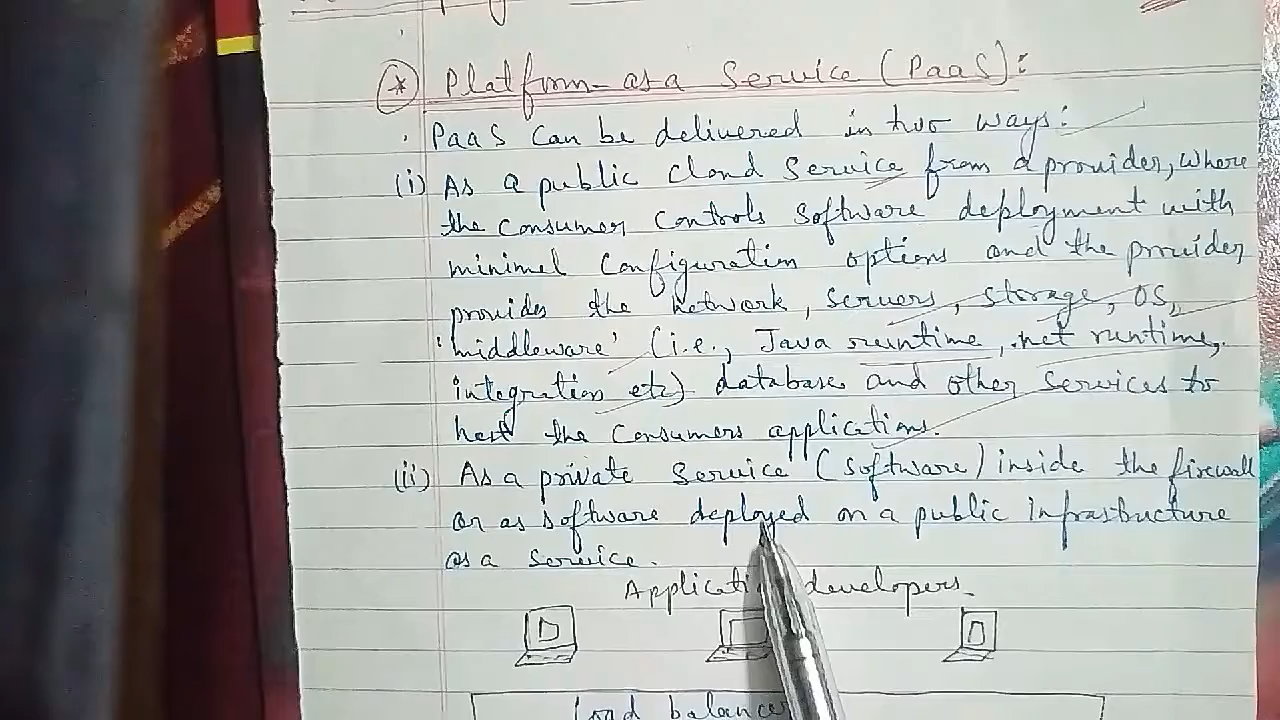 * Platform as a Service (PaaS):
PaaS can be delivered in two ways:
(i) As a public cloud service from a provider, where
the consumer controls software deployment with
minimel configuration options and the provider
provides the network, servers, storage, OS,
'middleware' (i.e., Java runtime, .net runtime,
integration etc) database and other services to
host the consumers applications.
(ii) As a private service (software) inside the firewall
or as software deployed on a public infrastructure
as a service.
Application developers
Load balancer